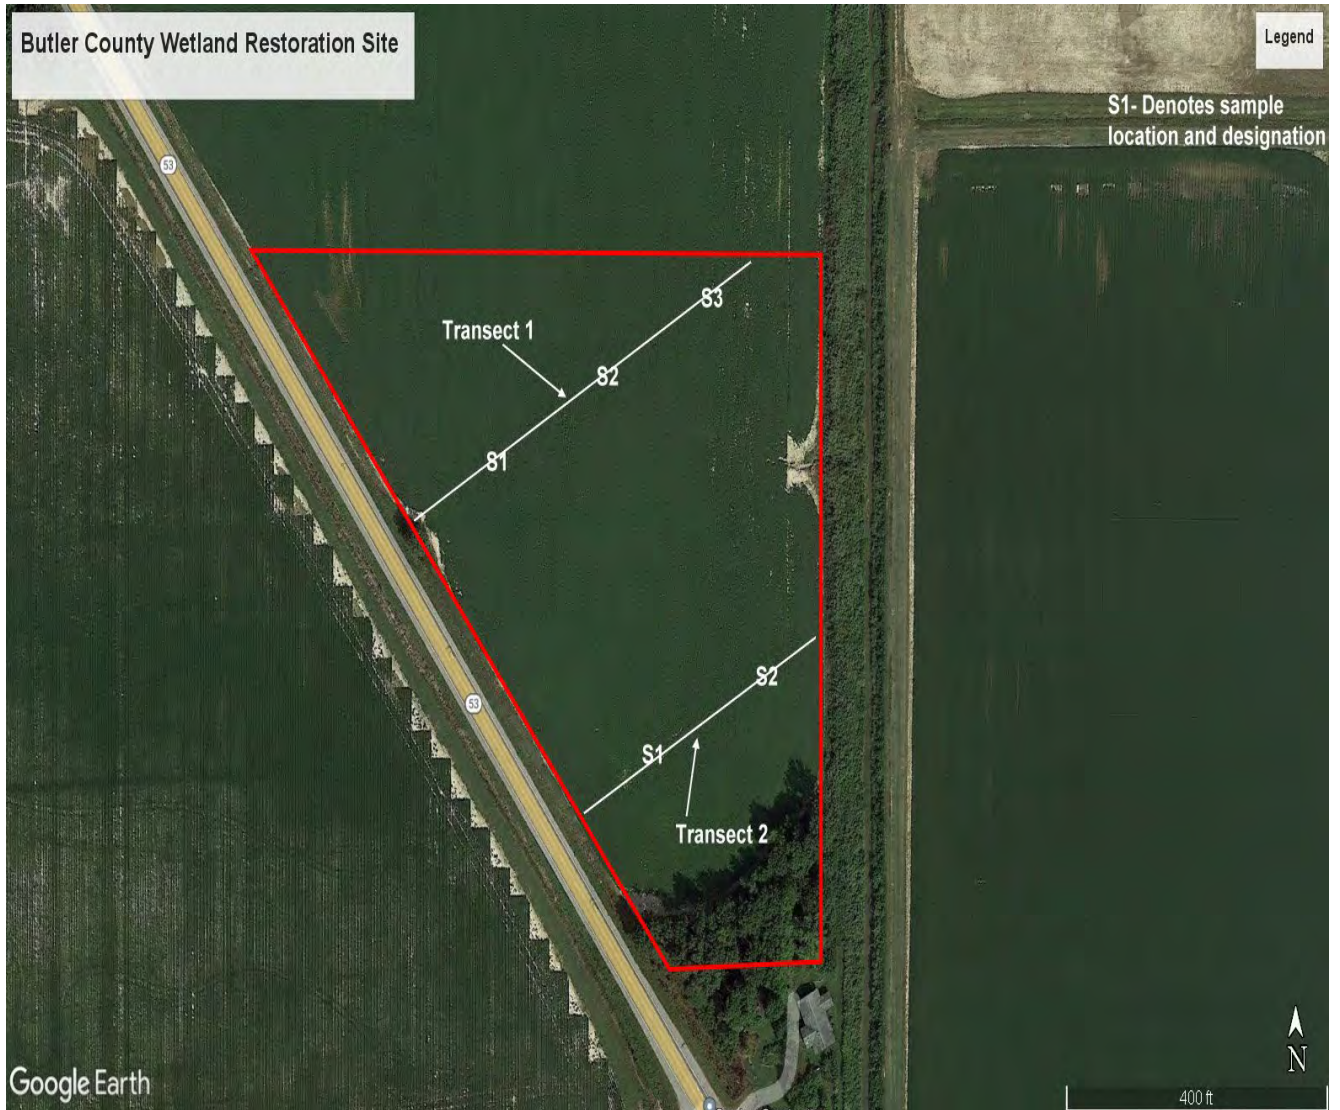 Butler County Wetland Restoration Site
Legend
S1- Denotes sample
location and designation
53
S3
Transect 1
S2
S1
S2
53
S1
Transect 2
N
Google Earth
400 ft